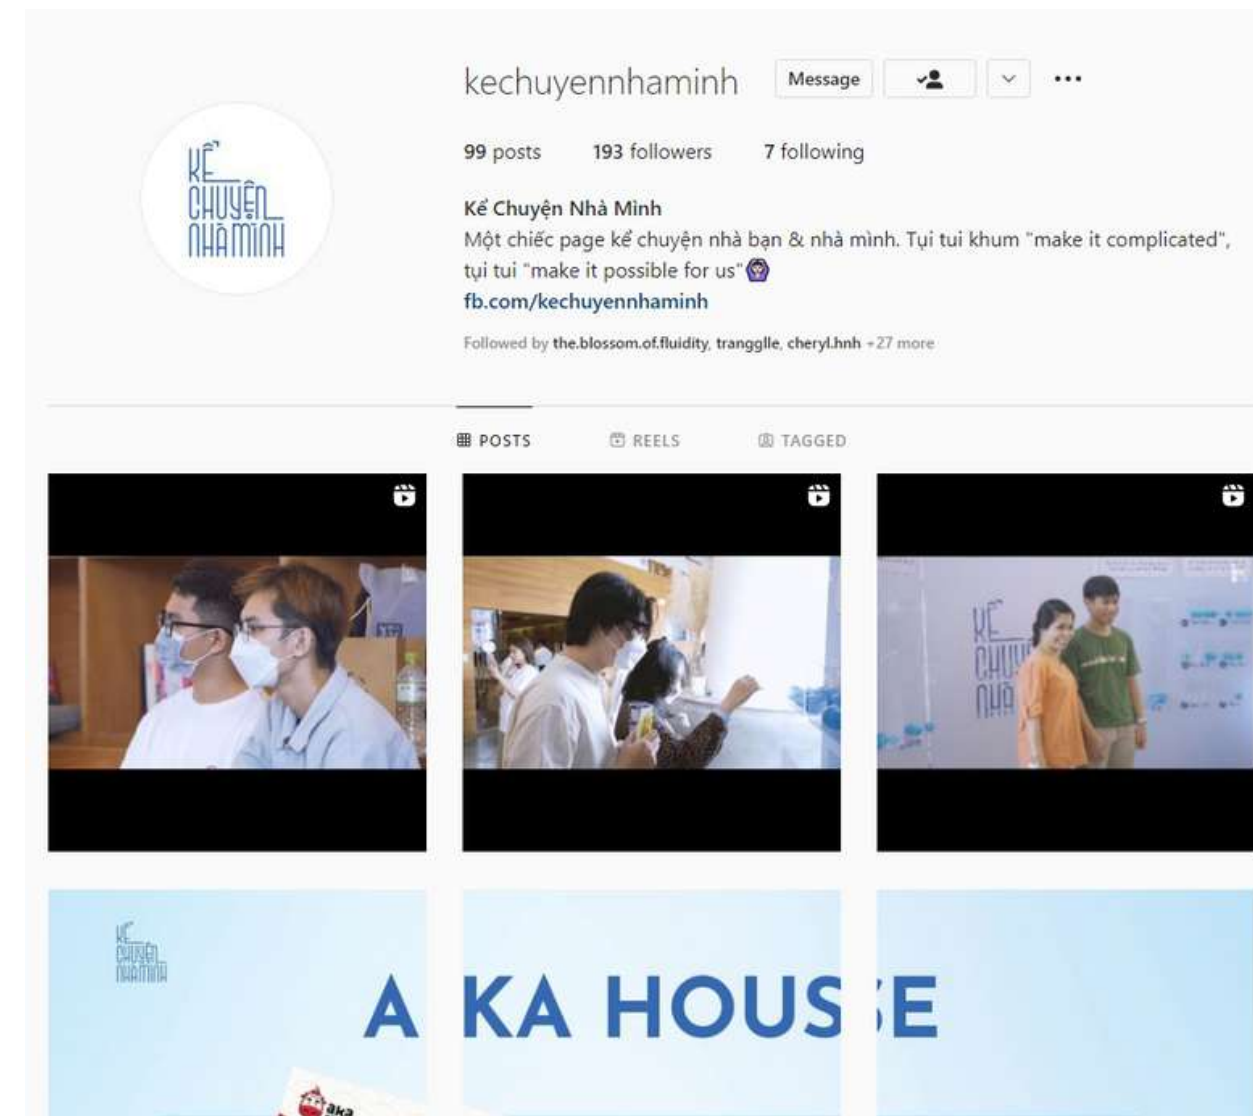 kechuyennhaminh
Message
99 posts 193 followers 7 following
KỂ
CHUYỆN
NHÀ MÌNH
Kể Chuyện Nhà Mình
Một chiếc page kể chuyện nhà bạn & nhà mình. Tụi tui khum "make it complicated",
tụi tui "make it possible for us"
fb.com/kechuyennhaminh
Followed by the.blossom.of.fluidity, trangglle, cheryl.hnh +27 more
POSTS REELS TAGGED
KỂ
KỂ
CHUYỆN
NHÀ MÌNH
A KA HOUS SE
aka